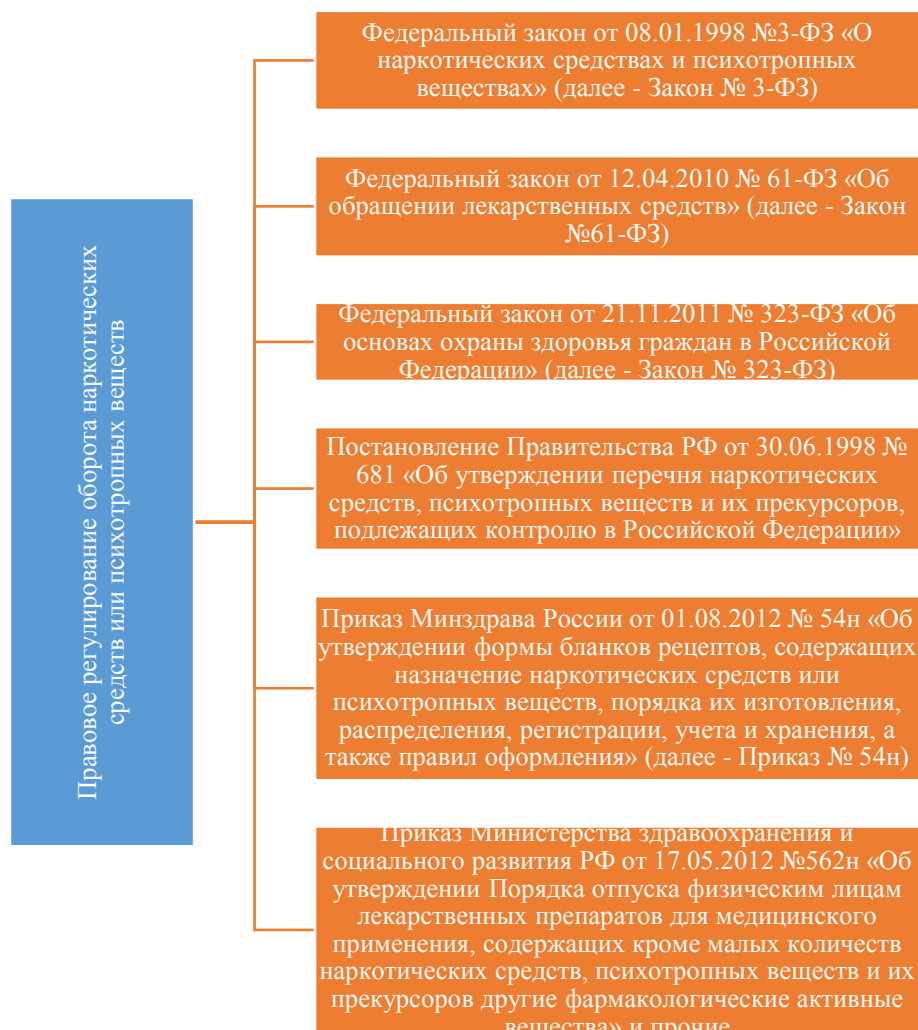 Правовое регулирование оборота наркотических
средств или психотропных веществ
Федеральный закон от 08.01.1998 №3-ФЗ «О
наркотических средствах и психотропных
веществах» (далее - Закон № 3-ФЗ)
Федеральный закон от 12.04.2010 № 61-ФЗ «Об
обращении лекарственных средств» (далее - Закон
№61-ФЗ)
Федеральный закон от 21.11.2011 № 323-ФЗ «Об
основах охраны здоровья граждан в Российской
Федерации» (далее - Закон № 323-ФЗ)
Постановление Правительства РФ от 30.06.1998 №
681 «Об утверждении перечня наркотических
средств, психотропных веществ и их прекурсоров,
подлежащих контролю в Российской Федерации»
Приказ Минздрава России от 01.08.2012 № 54н «Об
утверждении формы бланков рецептов, содержащих
назначение наркотических средств или
психотропных веществ, порядка их изготовления,
распределения, регистрации, учета и хранения, а
также правил оформления» (далее - Приказ № 54н)
Приказ Министерства здравоохранения и
социального развития РФ от 17.05.2012 №562н «Об
утверждении Порядка отпуска физическим лицам
лекарственных препаратов для медицинского
применения, содержащих кроме малых количеств
наркотических средств, психотропных веществ и их
прекурсоров другие фармакологические активные
вещества» и прочие